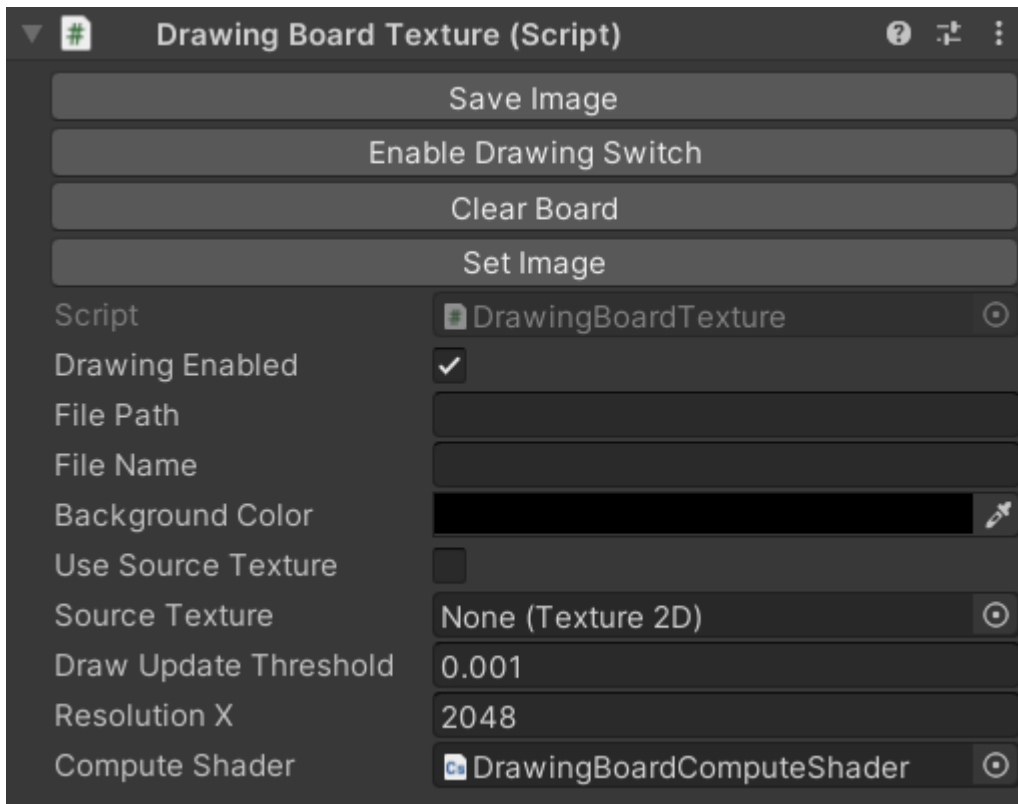 Drawing Board Texture (Script)
Save Image
Enable Drawing Switch
Clear Board
Set Image
Script DrawingBoardTexture
Drawing Enabled
File Path
File Name
Background Color
Use Source Texture
Source Texture None (Texture 2D)
Draw Update Threshold 0.001
Resolution X 2048
Compute Shader DrawingBoardComputeShader